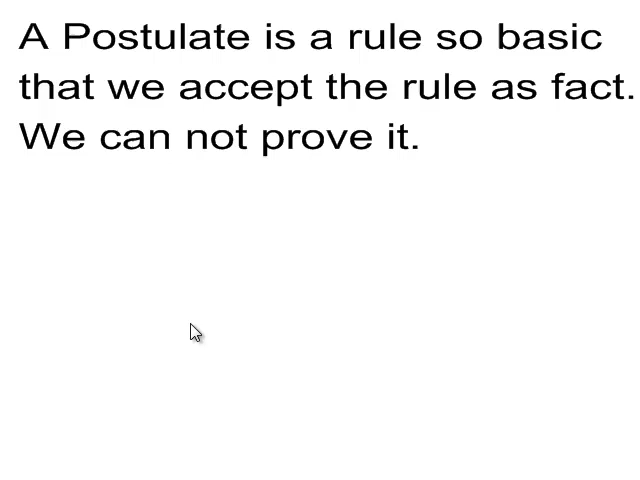 A Postulate is a rule so basic
that we accept the rule as fact.
We can not prove it.